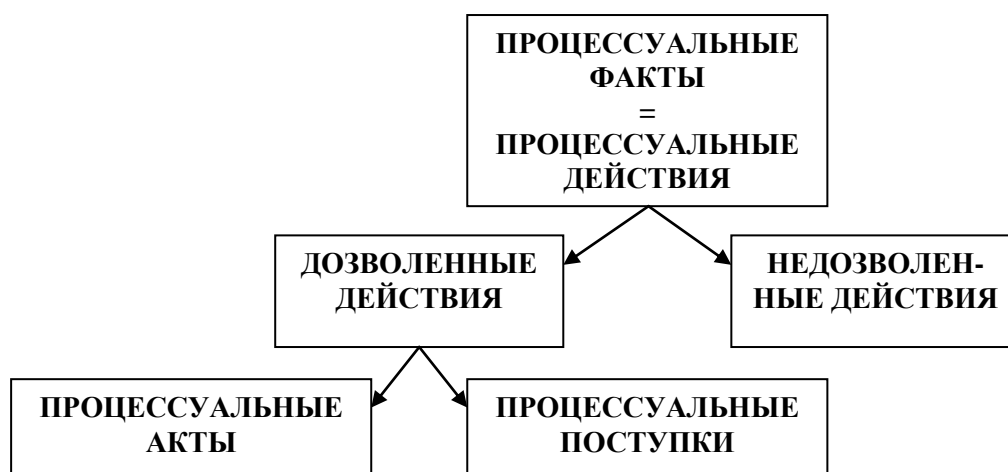 ПРОЦЕССУАЛЬНЫЕ
ФАКТЫ
=
ПРОЦЕССУАЛЬНЫЕ
ДЕЙСТВИЯ
ДОЗВОЛЕННЫЕ
ДЕЙСТВИЯ
НЕДОЗВОЛЕН-
НЫЕ ДЕЙСТВИЯ
ПРОЦЕССУАЛЬНЫЕ
АКТЫ
ПРОЦЕССУАЛЬНЫЕ
ПОСТУПКИ